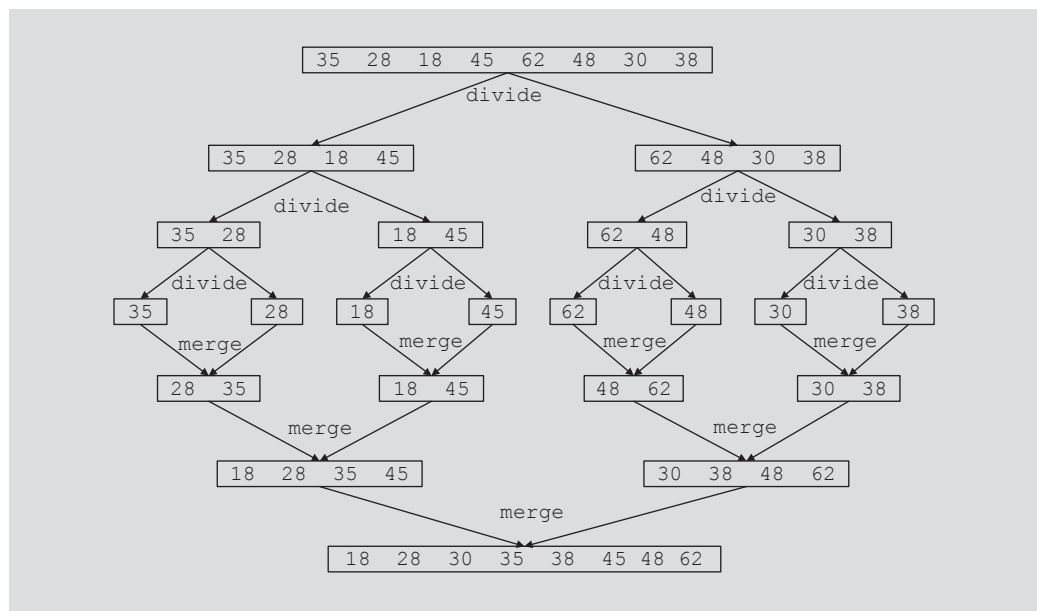 35 28 18 45 62 48 30 38
divide
35 28 18 45 62 48 30 38
divide divide
35 28 18 45 62 48 30 38
divide divide divide divide
35 28 18 45 62 48 30 38
merge merge merge merge
28 35 18 45 48 62 30 38
merge merge
18 28 35 45 30 38 48 62
merge
18 28 30 35 38 45 48 62